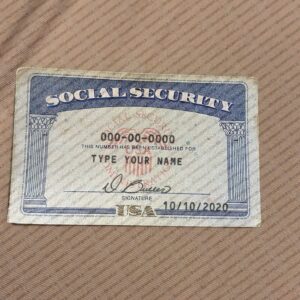 SOCIAL SECURITY
000-00-0000
THIS NUMBER HAS BEEN ESTABLISHED FOR
TYPE YOUR NAME
SIGNATURE
USA
10/10/2020